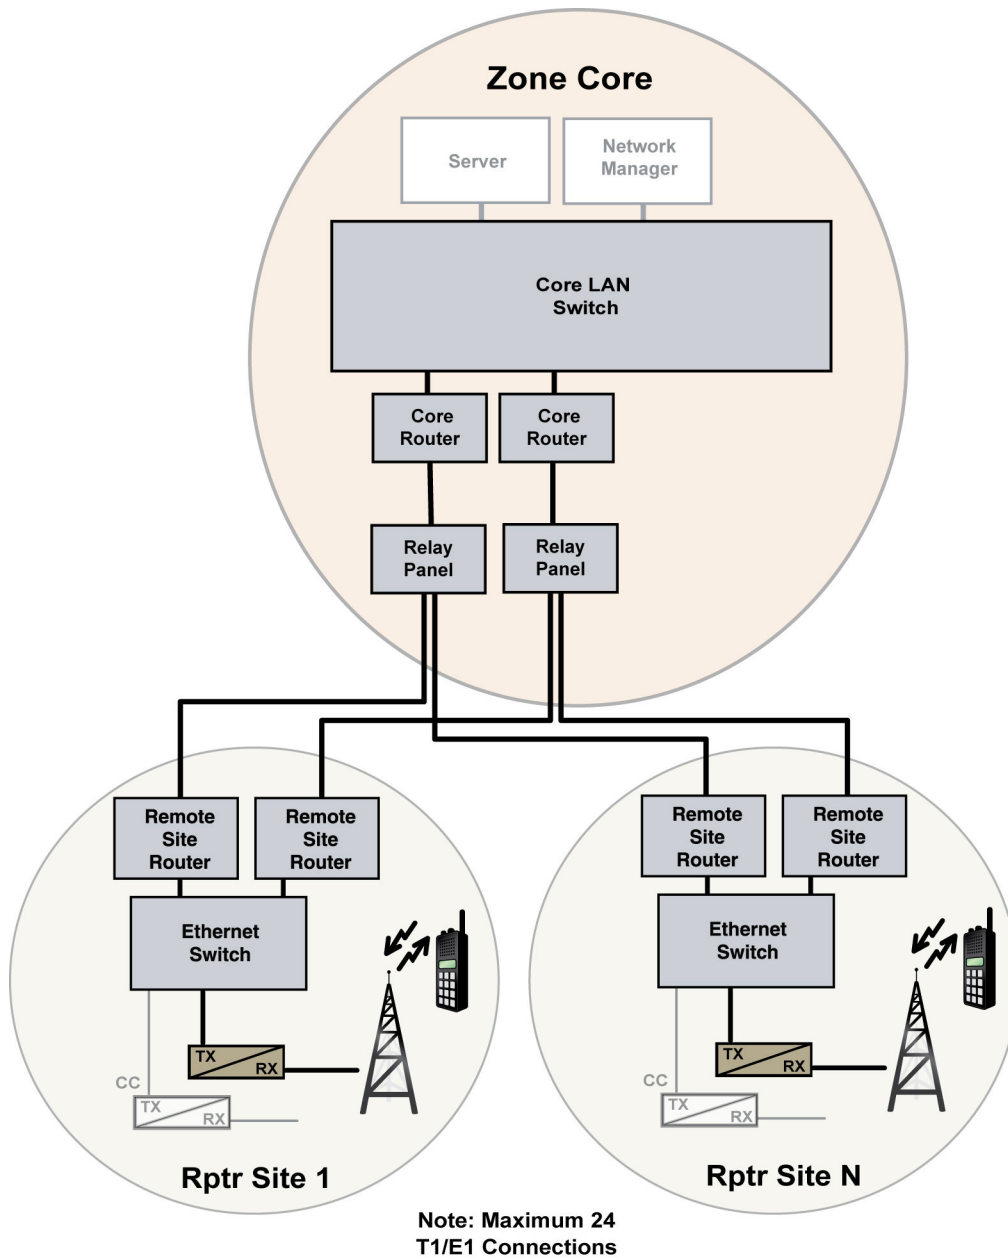 Zone Core
Server
Network
Manager
Core LAN
Switch
Core
Router
Core
Router
Relay
Panel
Relay
Panel
Remote
Site
Router
Remote
Site
Router
Ethernet
Switch
TX
RX
CC
TX
RX
Rptr Site 1
Remote
Site
Router
Remote
Site
Router
Ethernet
Switch
TX
RX
CC
TX
RX
Rptr Site N
Note: Maximum 24
T1/E1 Connections